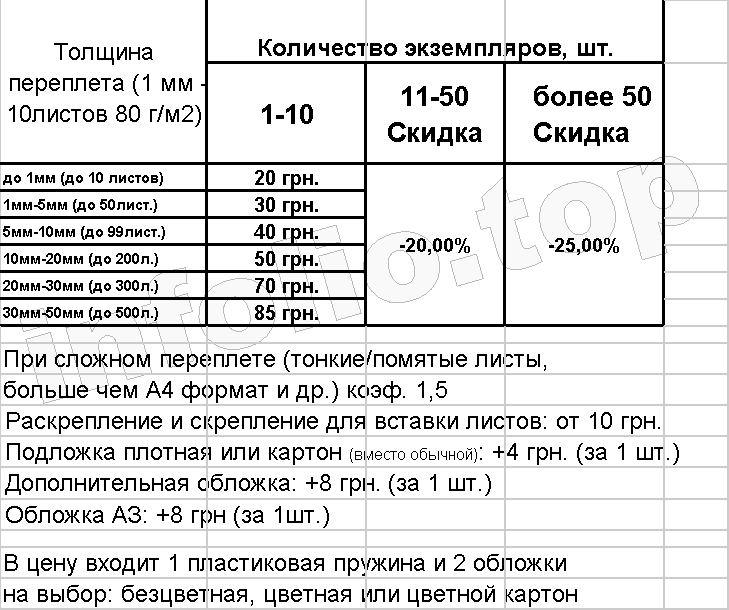 Толщина
переплета (1 мм -
10листов 80 г/м2)
Количество экземпляров, шт.
1-10
11-50
Скидка
более 50
Скидка
до 1мм (до 10 листов) 20 грн.
1мм-5мм (до 50лист.) 30 грн.
5мм-10мм (до 99лист.) 40 грн.
10мм-20мм (до 200л.) 50 грн.
20мм-30мм (до 300л.) 70 грн.
30мм-50мм (до 500л.) 85 грн.
-20,00%
-25,00%
infolio.top
При сложном переплете (тонкие/помятые листы,
больше чем А4 формат и др.) коэф. 1,5
Раскрепление и скрепление для вставки листов: от 10 грн.
Подложка плотная или картон (вместо обычной): +4 грн. (за 1 шт.)
Дополнительная обложка: +8 грн. (за 1 шт.)
Обложка А3: +8 грн (за 1шт.)
В цену входит 1 пластиковая пружина и 2 обложки
на выбор: безцветная, цветная или цветной картон